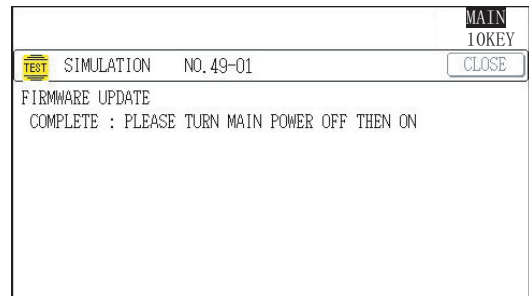 MAIN
10KEY
TEST SIMULATION NO.49-01 CLOSE
FIRMWARE UPDATE
COMPLETE : PLEASE TURN MAIN POWER OFF THEN ON